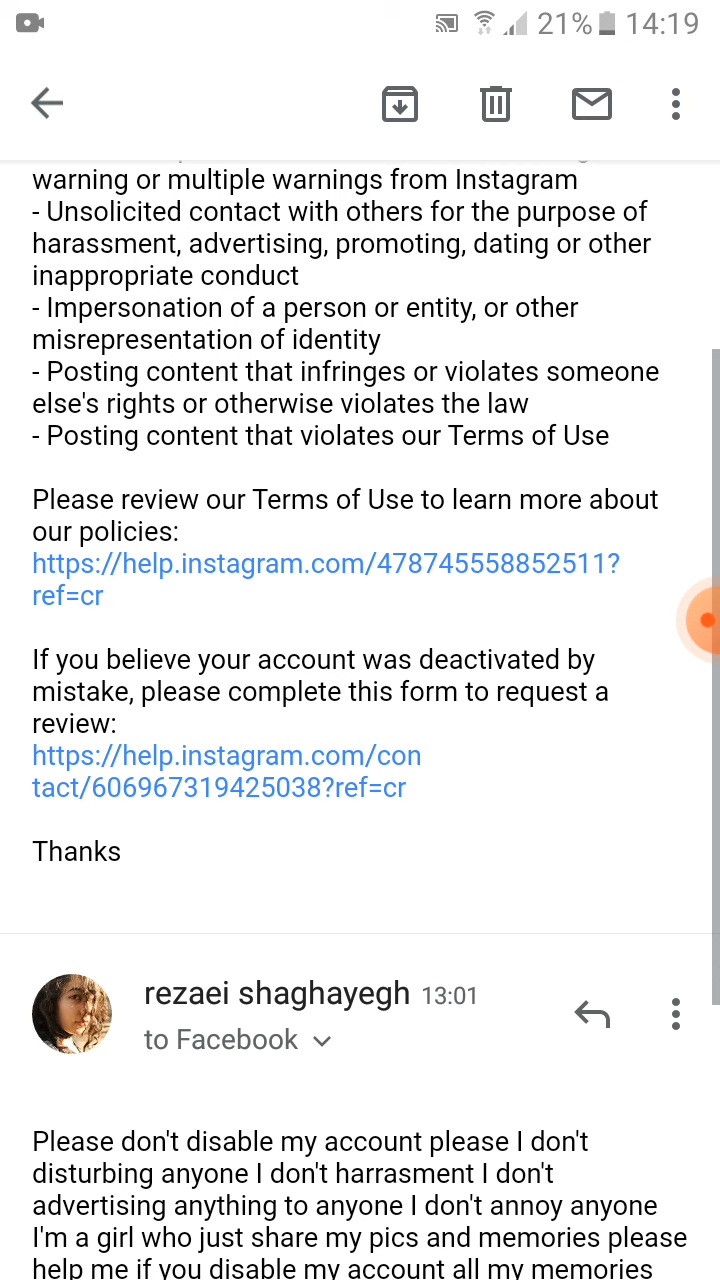 21% 14:19
warning or multiple warnings from Instagram
- Unsolicited contact with others for the purpose of
harassment, advertising, promoting, dating or other
inappropriate conduct
- Impersonation of a person or entity, or other
misrepresentation of identity
- Posting content that infringes or violates someone
else's rights or otherwise violates the law
- Posting content that violates our Terms of Use
Please review our Terms of Use to learn more about
our policies:
https://help.instagram.com/478745558852511?
ref=cr
If you believe your account was deactivated by
mistake, please complete this form to request a
review:
https://help.instagram.com/con
tact/606967319425038?ref=cr
Thanks
rezaei shaghayegh 13:01
to Facebook
Please don't disable my account please I don't
disturbing anyone I don't harrasment I don't
advertising anything to anyone I don't annoy anyone
I'm a girl who just share my pics and memories please
help me if you disable my account all my memories